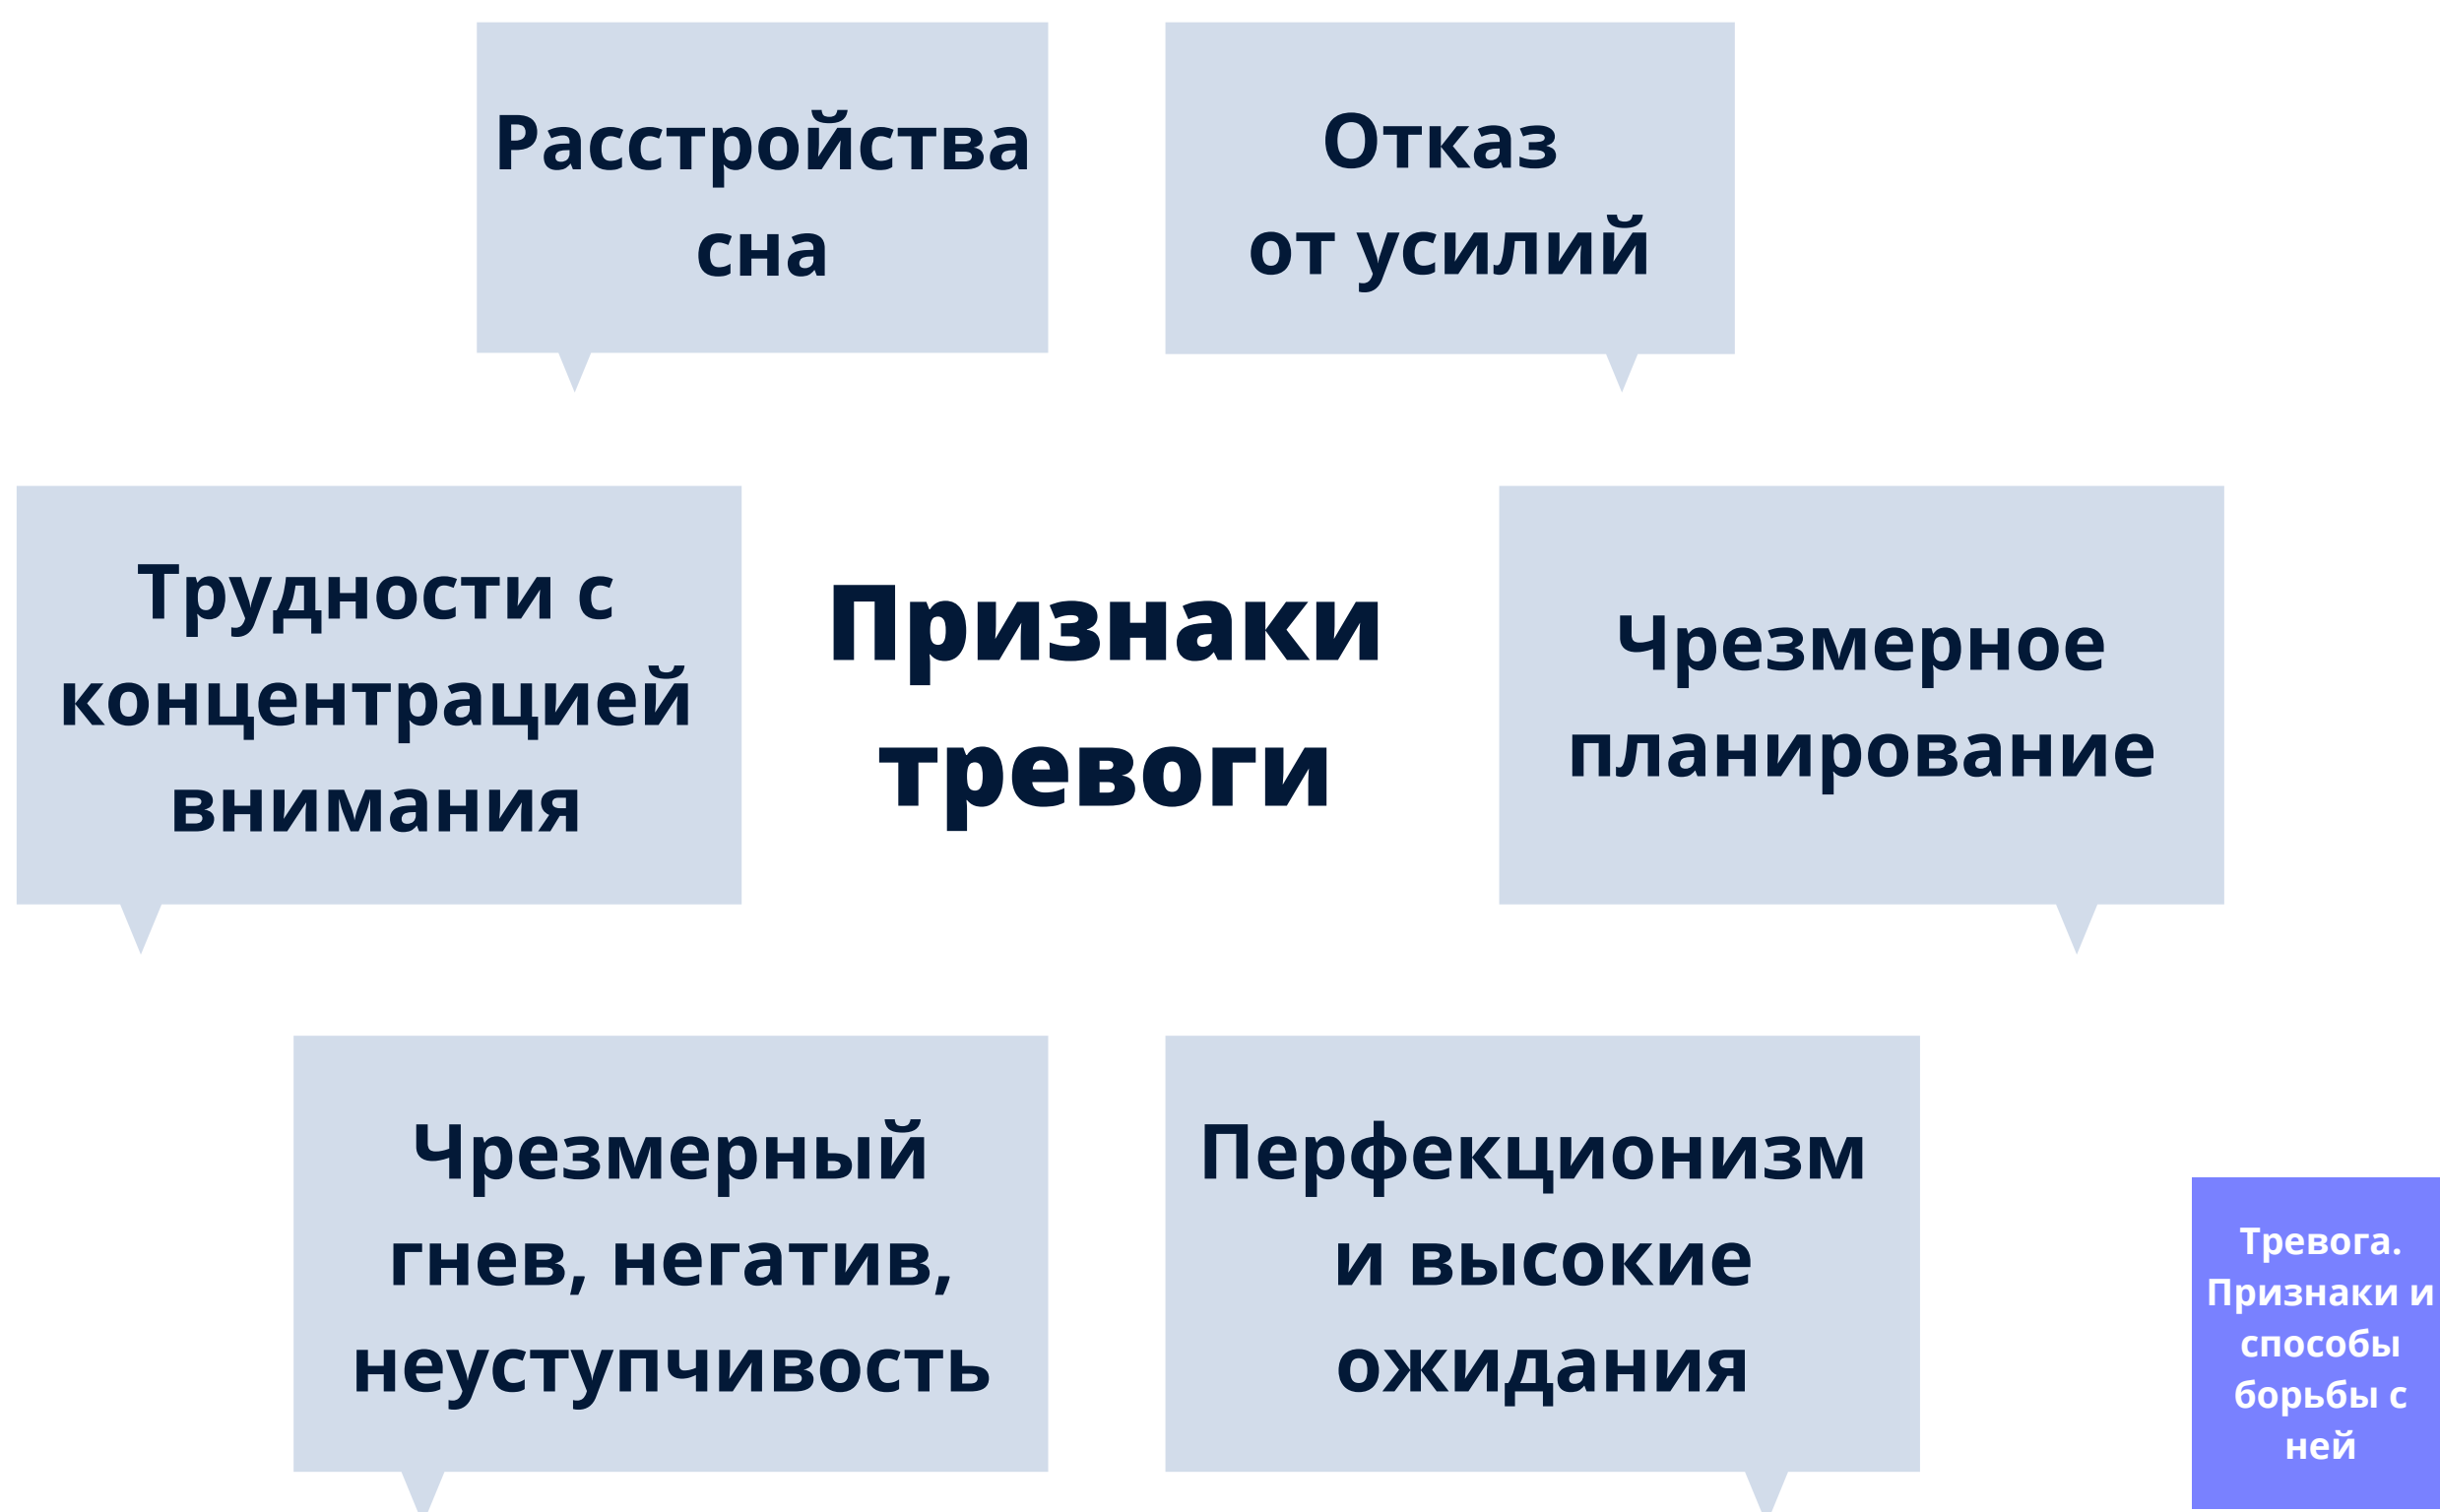 Расстройства
сна
Отказ
от усилий
Трудности с
концентрацией
внимания
Признаки
тревоги
Чрезмерное
планирование
Чрезмерный
гнев, негатив,
неуступчивость
Перфекционизм
и высокие
ожидания
Тревога.
Признаки и
способы
борьбы с
ней